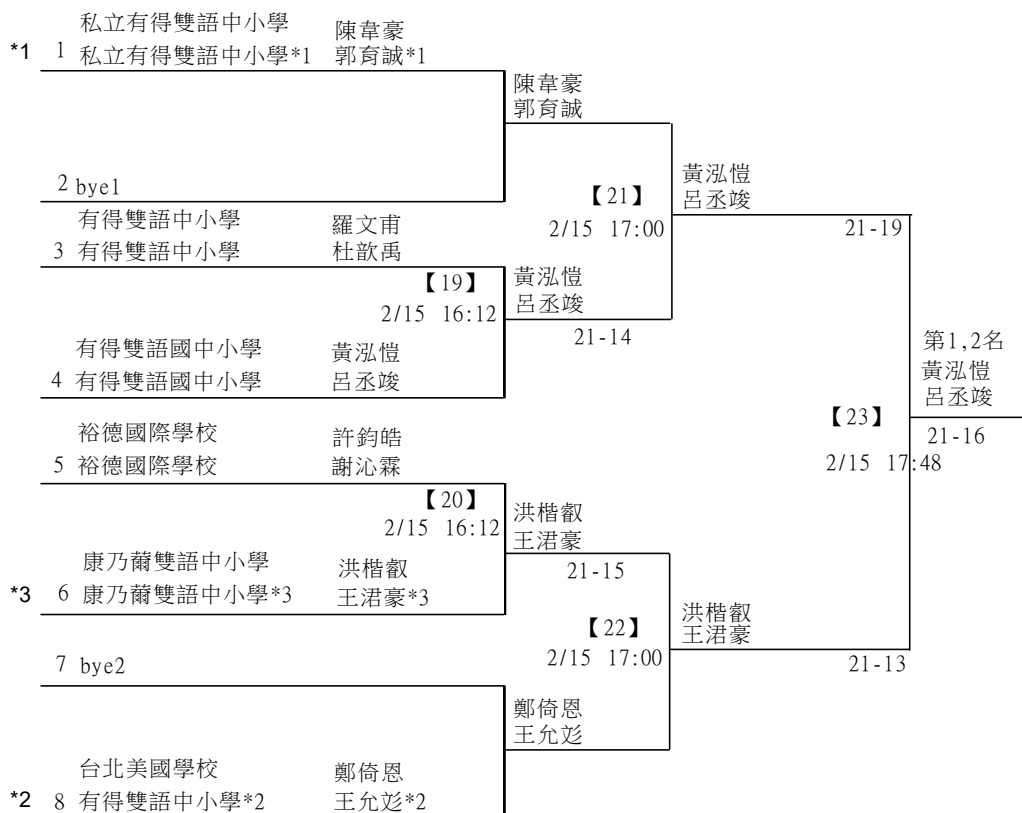 私立有得雙語中小學 陳韋豪
*1 1 私立有得雙語中小學*1 郭育誠*1
陳韋豪
郭育誠
2 bye1
【21】
2/15 17:00
黃泓愷
呂丞竣
21-19
有得雙語中小學 羅文甫
3 有得雙語中小學 杜歆禹
【19】
2/15 16:12
黃泓愷
呂丞竣
21-14
有得雙語國中小學 黃泓愷
4 有得雙語國中小學 呂丞竣
第1,2名
黃泓愷
呂丞竣
【23】
21-16
2/15 17:48
裕德國際學校 許鈞皓
5 裕德國際學校 謝沁霖
【20】
2/15 16:12
洪楷叡
王涒豪
21-15
康乃薾雙語中小學 洪楷叡
*3 6 康乃薾雙語中小學*3 王涒豪*3
【22】
2/15 17:00
洪楷叡
王涒豪
21-13
7 bye2
鄭倚恩
王允彣
台北美國學校 鄭倚恩
*2 8 有得雙語中小學*2 王允彣*2